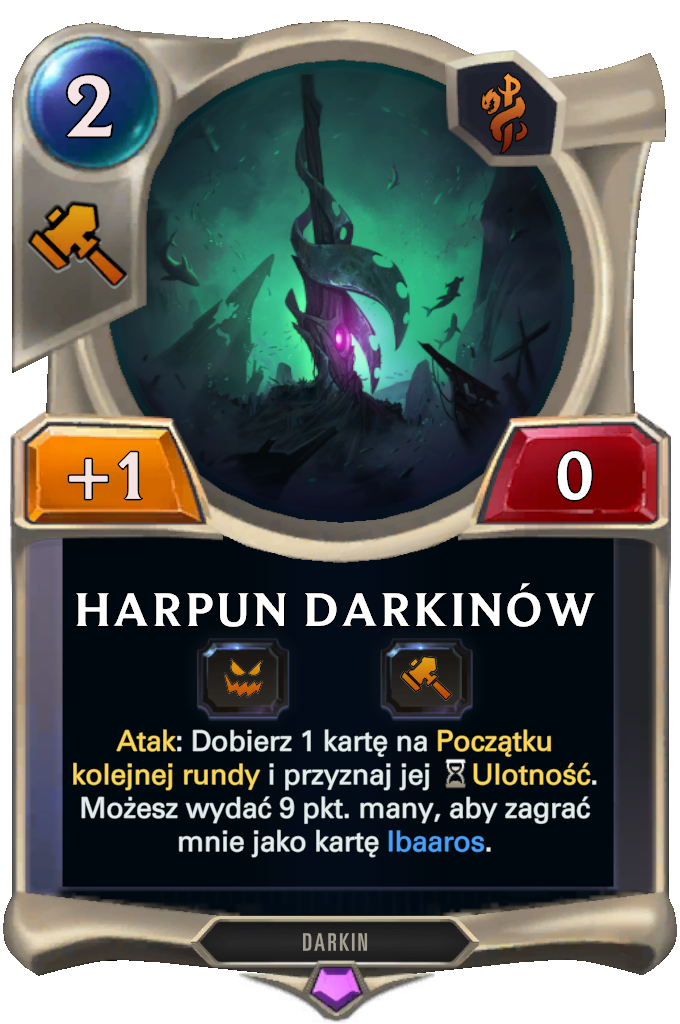 2
+1
0
HARPUN DARKINÓW
Atak: Dobierz 1 kartę na Początku
kolejnej rundy i przyznaj jej Ulotność.
Możesz wydać 9 pkt. many, aby zagrać
mnie jako kartę Ibaaros.
DARKIN